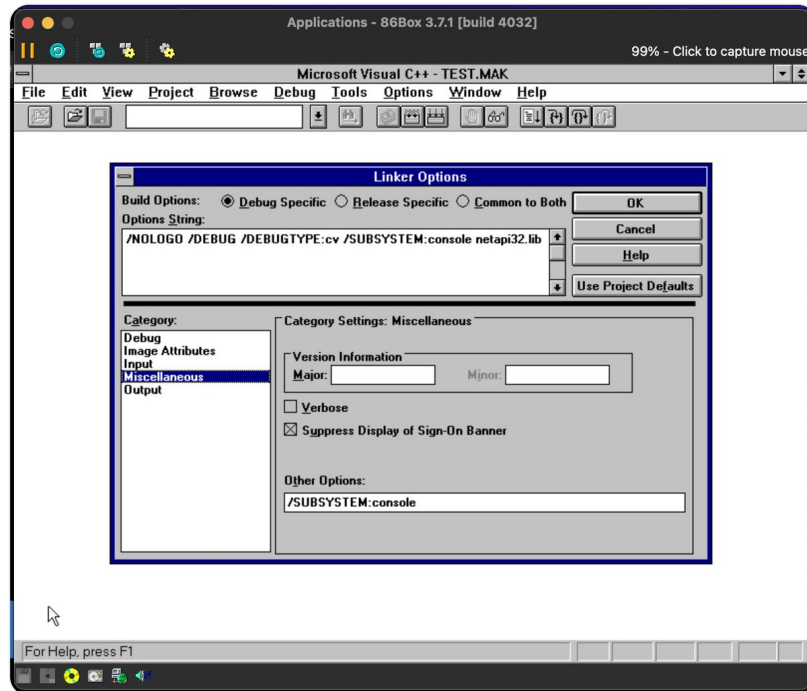 Applications - 86Box 3.7.1 [build 4032]
99% - Click to capture mouse
Microsoft Visual C++ - TEST.MAK
File Edit View Project Browse Debug Tools Options Window Help
Linker Options
Build Options: Debug Specific Release Specific Common to Both
OK
Options String:
Cancel
/NOLOGO /DEBUG /DEBUGTYPE:cv /SUBSYSTEM:console netapi32.lib
Help
Use Project Defaults
Category:
Debug
Image Attributes
Input
Miscellaneous
Output
Category Settings: Miscellaneous
Version Information
Major: Minor:
Verbose
Suppress Display of Sign-On Banner
Other Options:
/SUBSYSTEM:console
For Help, press F1